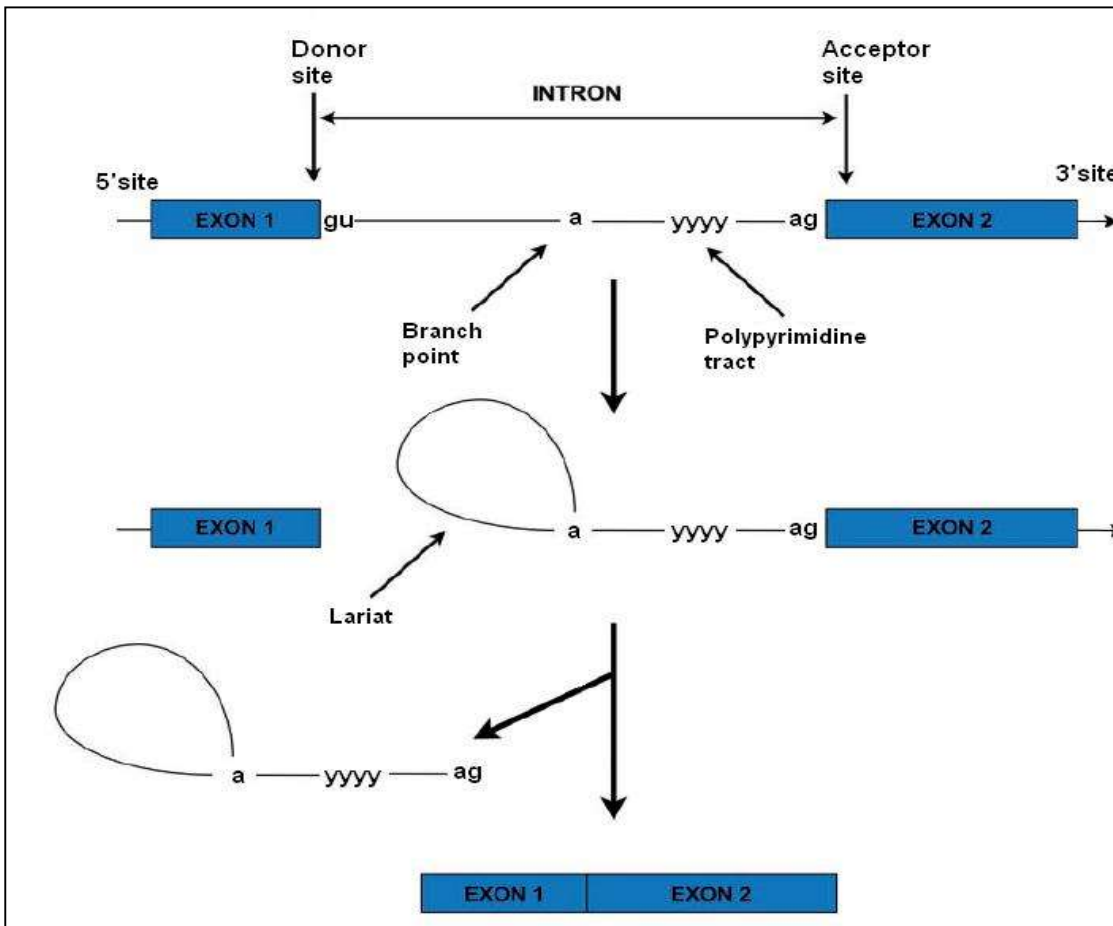 Donor
site
Acceptor
site
INTRON
5'site
3'site
EXON 1
gu
a
yyyy
ag
EXON 2
Branch
point
Polypyrimidine
tract
EXON 1
a
yyyy
ag
EXON 2
Lariat
a
yyyy
ag
EXON 1
EXON 2